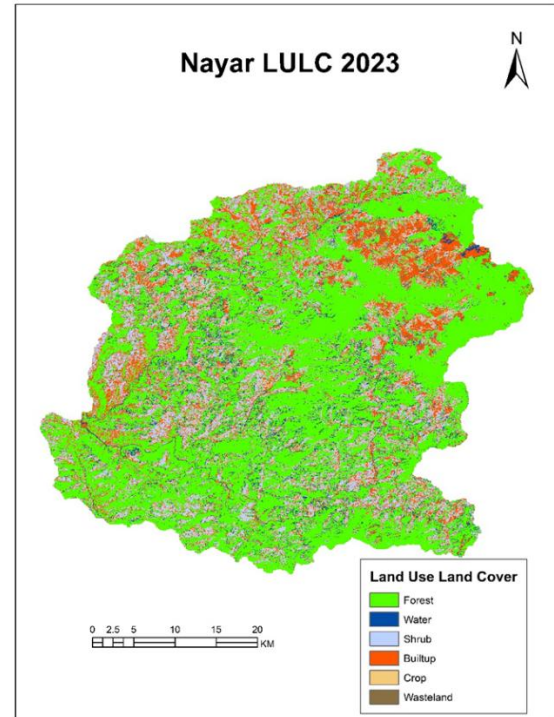 Nayar LULC 2023
N
0 2.5 5 10 15 20
KM
Land Use Land Cover
Forest
Water
Shrub
Builtup
Crop
Wasteland